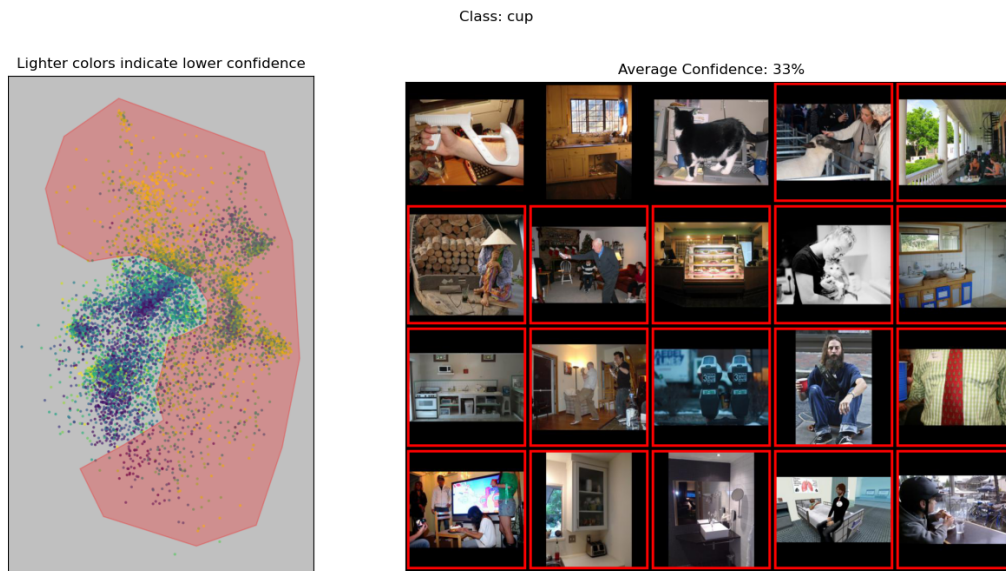 Class: cup
Lighter colors indicate lower confidence
Average Confidence: 33%